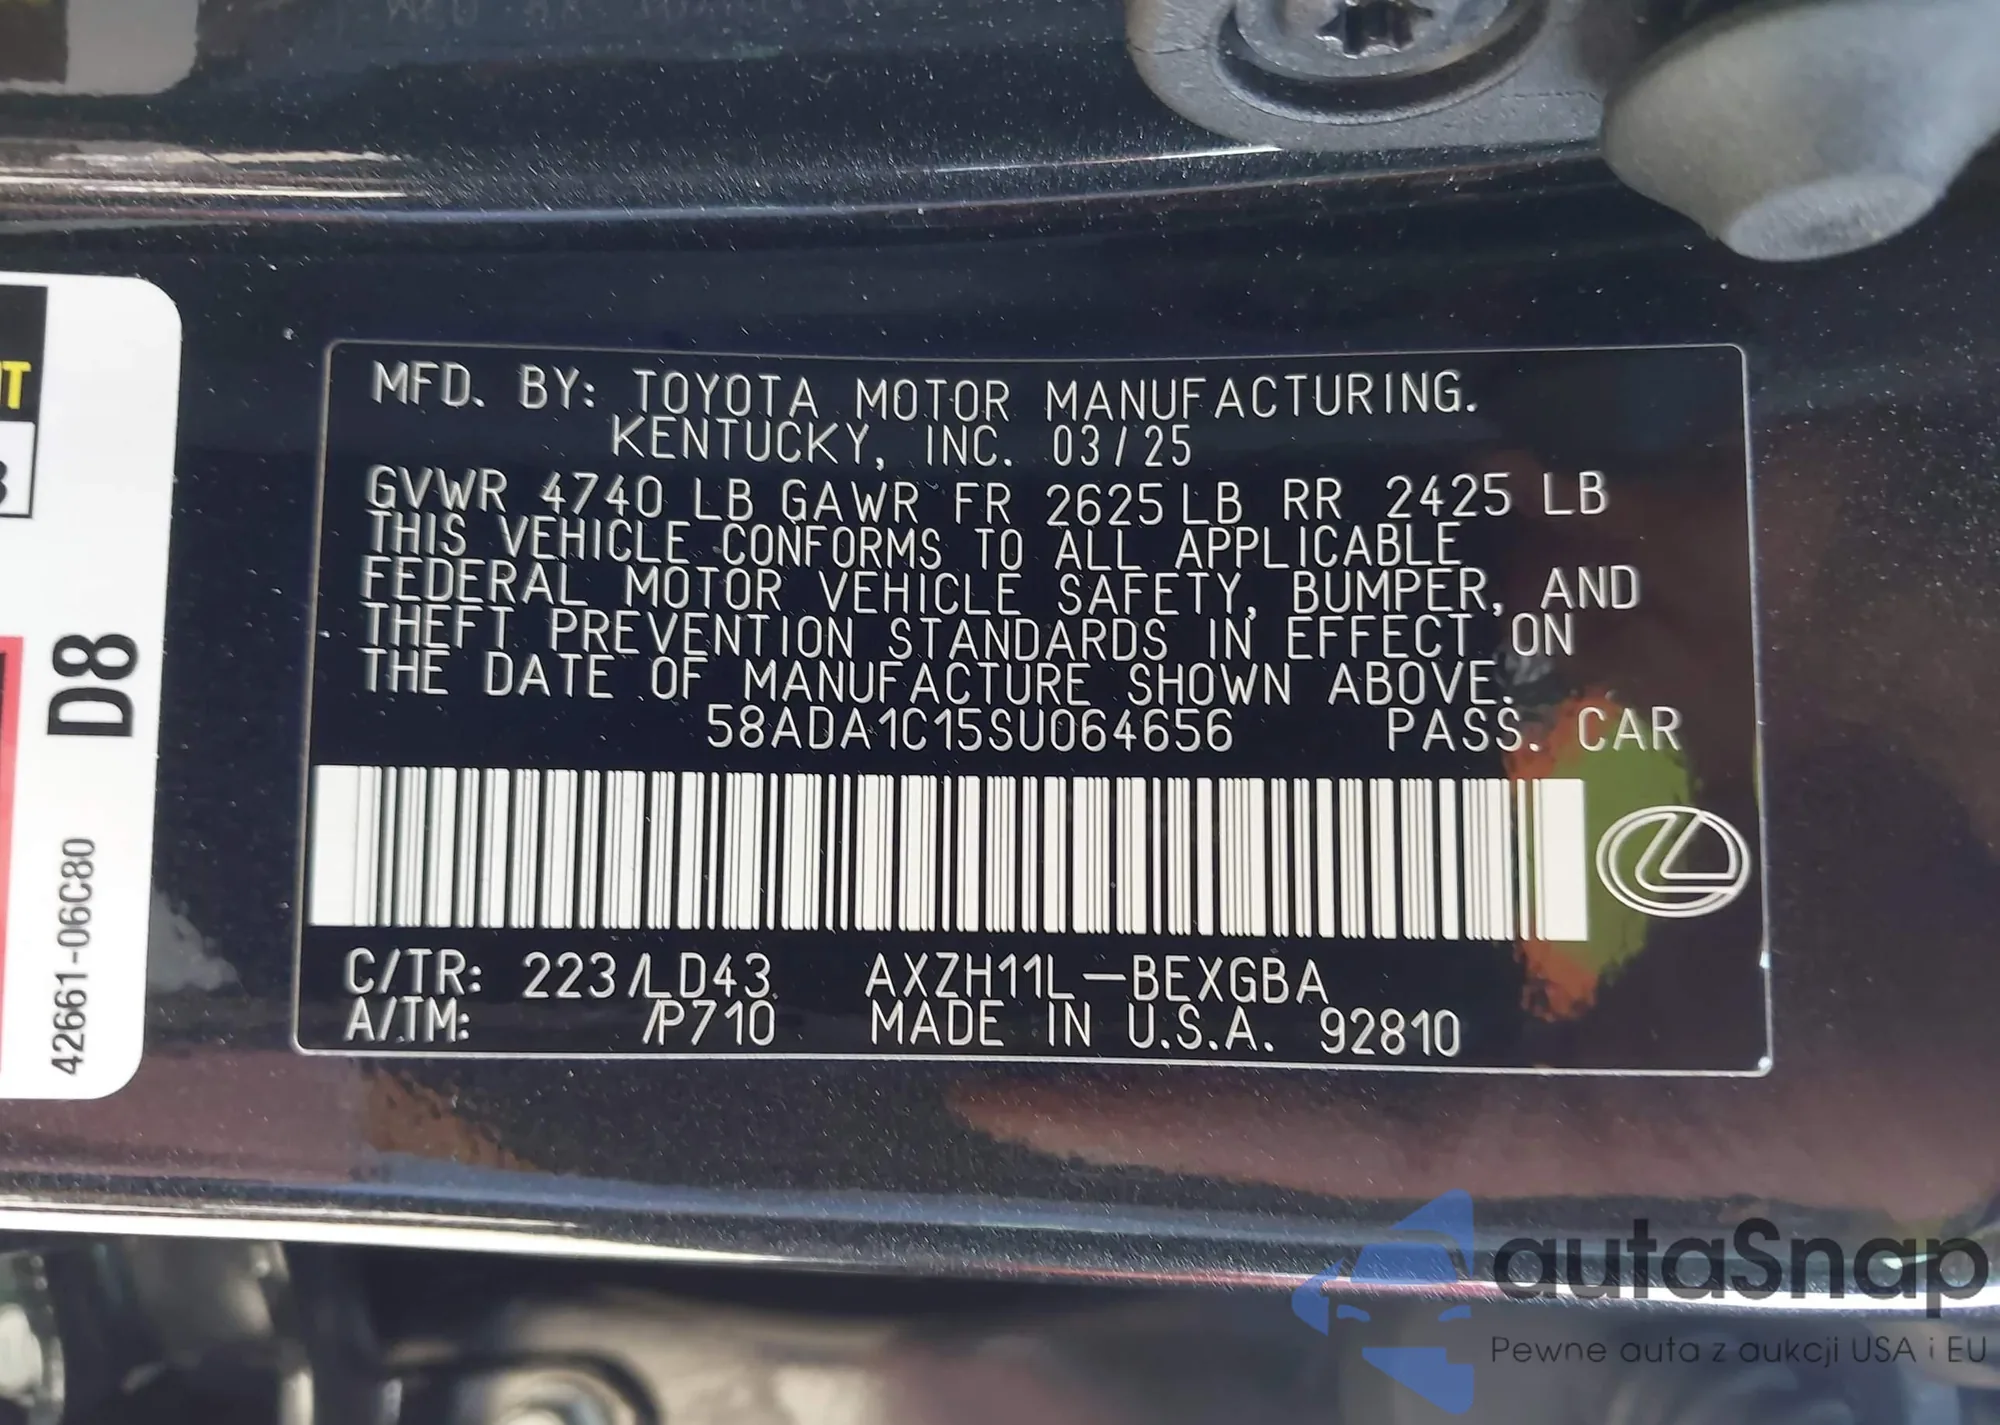 MFD. BY: TOYOTA MOTOR MANUFACTURING.
KENTUCKY, INC. 03/25
GVWR 4740 LB GAWR FR 2625 LB RR 2425 LB
THIS VEHICLE CONFORMS TO ALL APPLICABLE
FEDERAL MOTOR VEHICLE SAFETY, BUMPER, AND
THEFT PREVENTION STANDARDS IN EFFECT ON
THE DATE OF MANUFACTURE SHOWN ABOVE.
58ADA1C15SU064656 PASS. CAR
C/TR: 223/LD43 AXZH11L-BEXGBA
A/TM: /P710 MADE IN U.S.A. 92810
D8
42661-06C80
autaSnap
Pewne auta z aukcji USA i EU